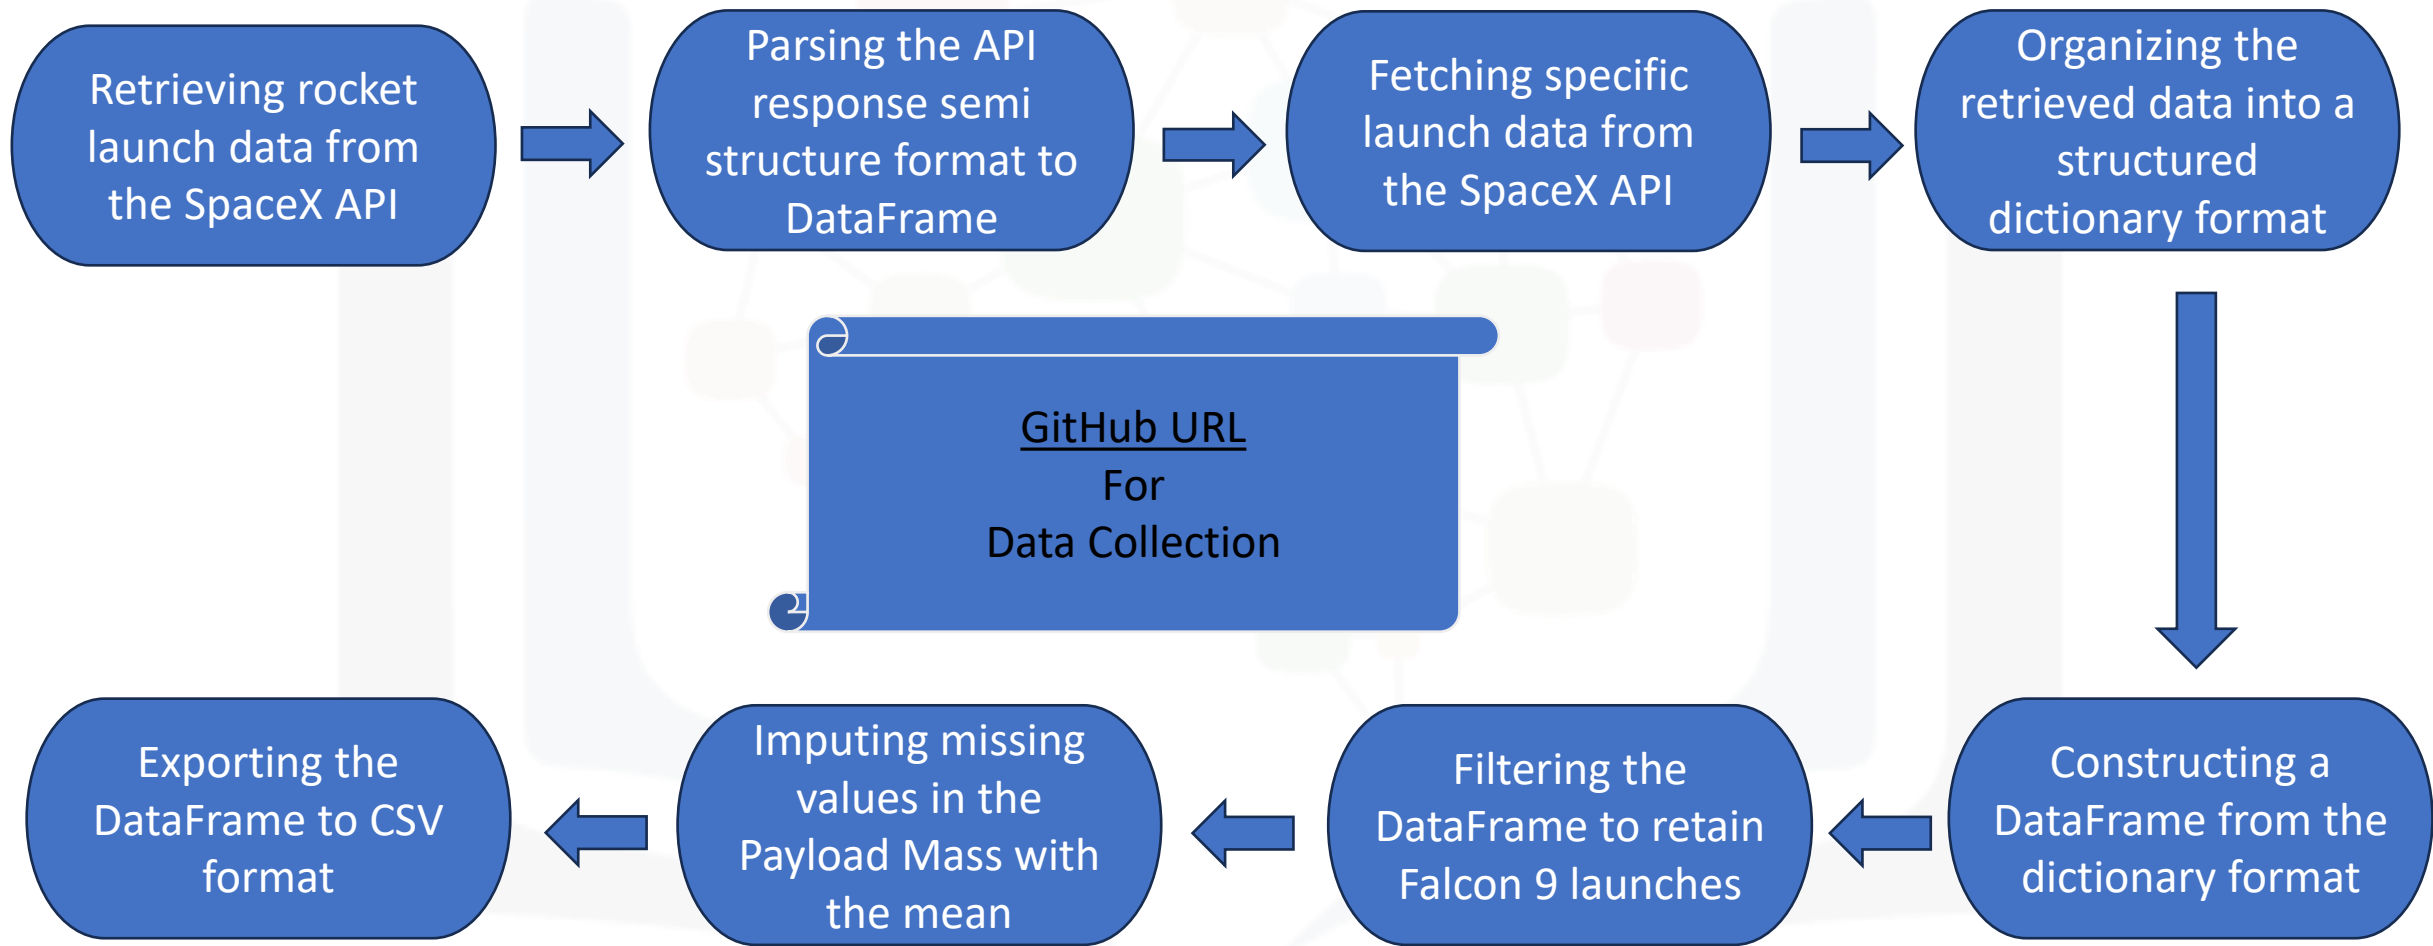 Retrieving rocket
launch data from
the SpaceX API
Parsing the API
response semi
structure format to
DataFrame
Fetching specific
launch data from
the SpaceX API
Organizing the
retrieved data into a
structured
dictionary format
GitHub URL
For
Data Collection
Constructing a
DataFrame from the
dictionary format
Filtering the
DataFrame to retain
Falcon 9 launches
Imputing missing
values in the
Payload Mass with
the mean
Exporting the
DataFrame to CSV
format